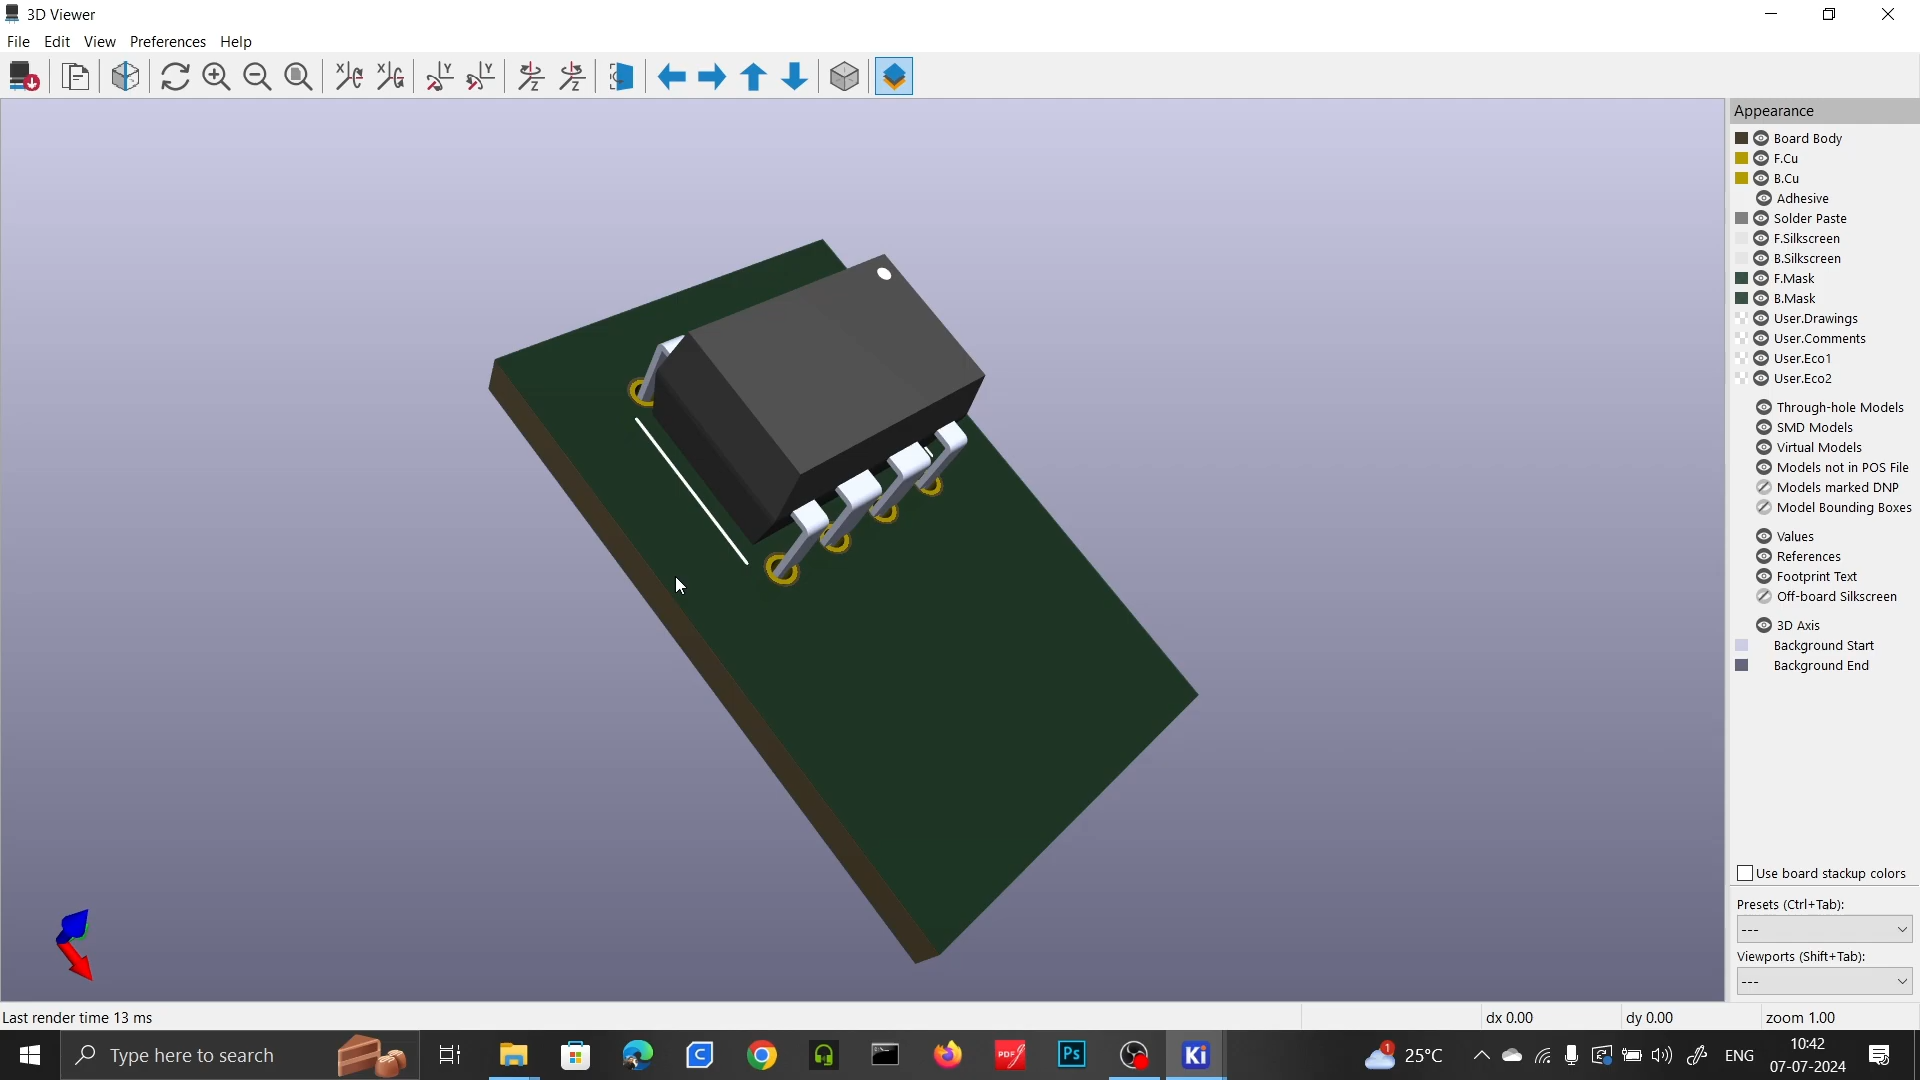 3D Viewer
File Edit View Preferences Help
Appearance
Board Body
F.Cu
B.Cu
Adhesive
Solder Paste
F.Silkscreen
B.Silkscreen
F.Mask
B.Mask
User.Drawings
User.Comments
User.Eco1
User.Eco2
Through-hole Models
SMD Models
Virtual Models
Models not in POS File
Models marked DNP
Model Bounding Boxes
Values
References
Footprint Text
Off-board Silkscreen
3D Axis
Background Start
Background End
Use board stackup colors
Presets (Ctrl+Tab):
---
Viewports (Shift+Tab):
---
Last render time 13 ms dx 0.00 dy 0.00 zoom 1.00
Type here to search PDF Ps Ki 1 25°C ENG 10:42
07-07-2024